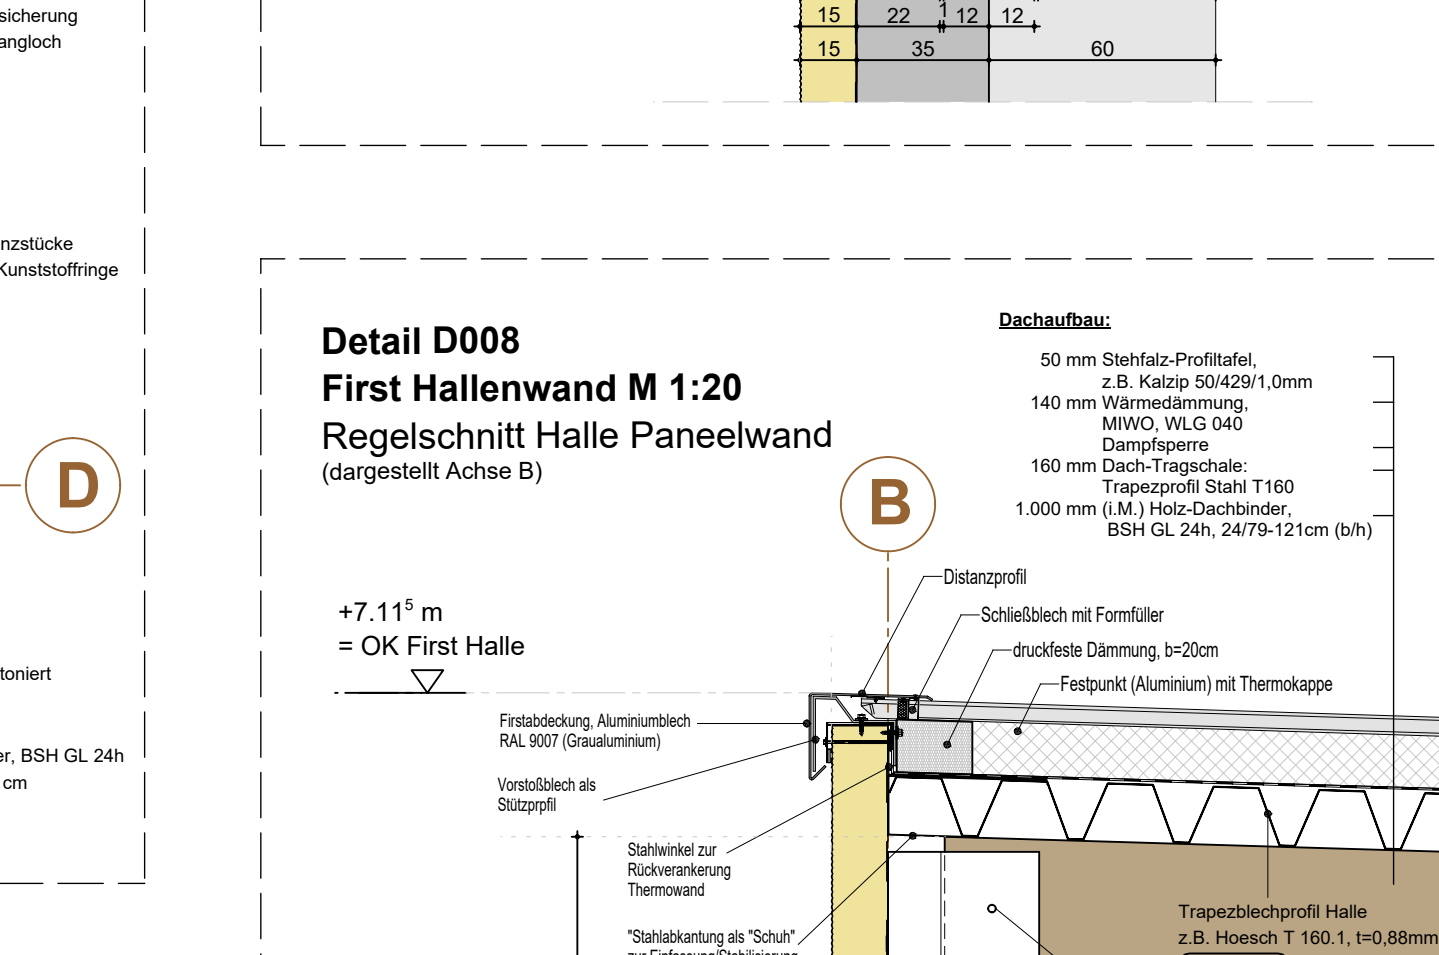 sicherung
angloch
15 22 1 12 12
15 35 60
nzstücke
Kunststoffringe
D
toniert
er, BSH GL 24h
cm
Detail D008
First Hallenwand M 1:20
Regelschnitt Halle Paneelwand
(dargestellt Achse B)
B
Dachaufbau:
50 mm Stehfalz-Profiltafel,
z.B. Kalzip 50/429/1,0mm
140 mm Wärmedämmung,
MIWO, WLG 040
Dampfsperre
160 mm Dach-Tragschale:
Trapezprofil Stahl T160
1.000 mm (i.M.) Holz-Dachbinder,
BSH GL 24h, 24/79-121cm (b/h)
+7.11⁵ m
= OK First Halle
Distanzprofil
Schließblech mit Formfüller
druckfeste Dämmung, b=20cm
Festpunkt (Aluminium) mit Thermokappe
Firstabdeckung, Aluminiumblech
RAL 9007 (Graualuminium)
Vorstoßblech als
Stützprpfil
Stahlwinkel zur
Rückverankerung
Thermowand
"Stahlabkantung als "Schuh"
zur Einfassung/Stabilisierung
Trapezblechprofil Halle
z.B. Hoesch T 160.1, t=0,88mm